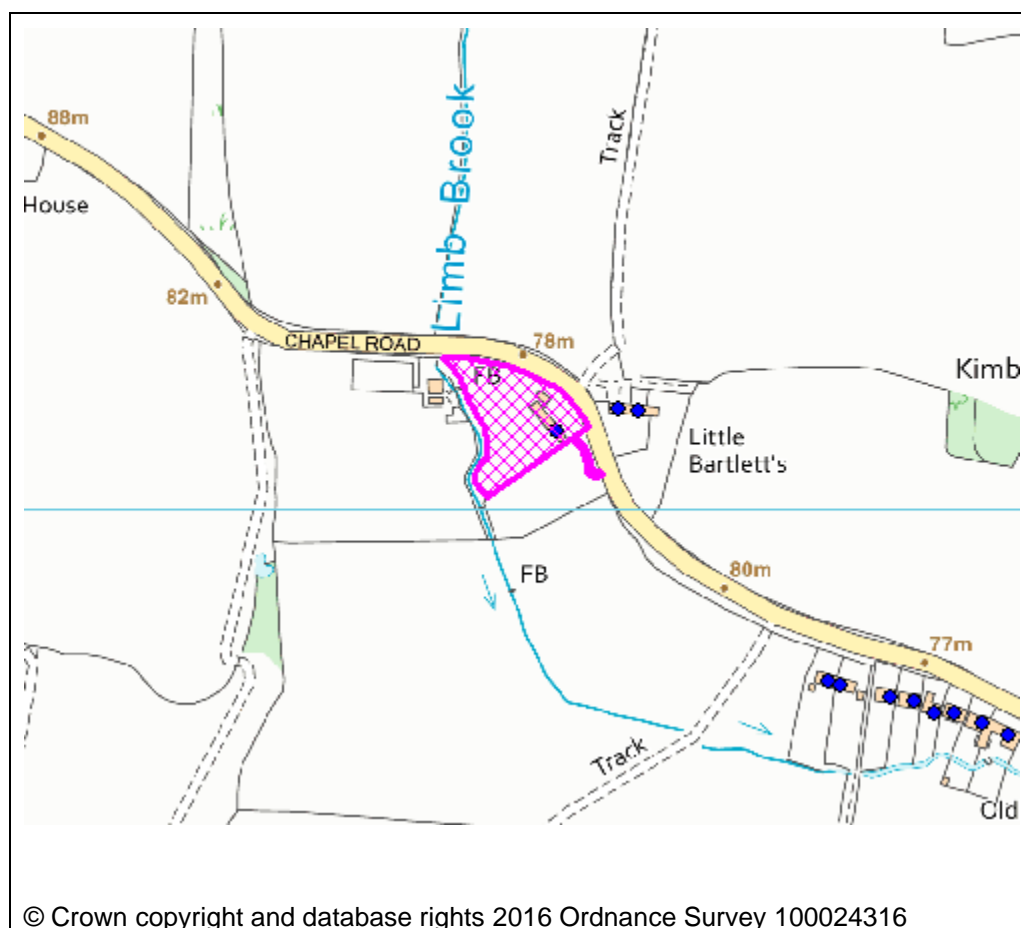 88m
Limb Brook
Track
House
82m
CHAPEL ROAD
78m
FB
Kimb
Little
Bartlett's
FB
80m
77m
Track
Old
© Crown copyright and database rights 2016 Ordnance Survey 100024316